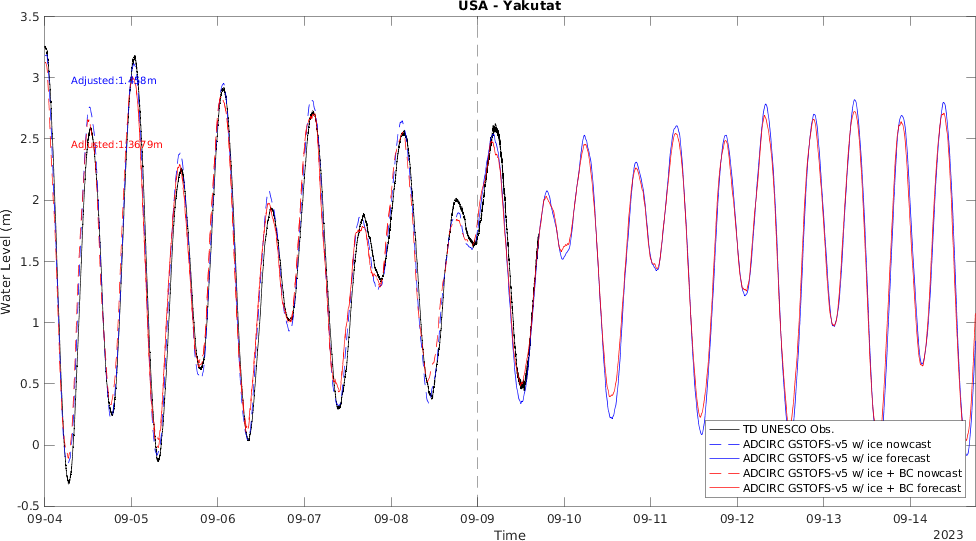 USA - Yakutat
3.5
3
2.5
2
1.5
1
0.5
0
-0.5
Water Level (m)
Adjusted:1.458m
Adjusted:1.3679m
TD UNESCO Obs.
ADCIRC GSTOFS-v5 w/ ice nowcast
ADCIRC GSTOFS-v5 w/ ice forecast
ADCIRC GSTOFS-v5 w/ ice + BC nowcast
ADCIRC GSTOFS-v5 w/ ice + BC forecast
09-04 09-05 09-06 09-07 09-08 09-09 09-10 09-11 09-12 09-13 09-14
Time
2023